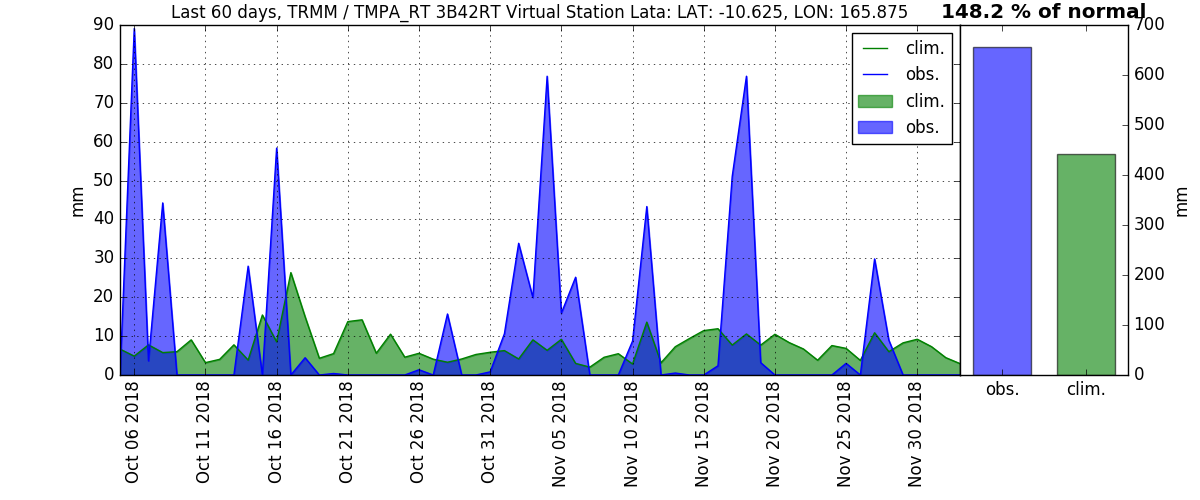 Last 60 days, TRMM / TMPA_RT 3B42RT Virtual Station Lata: LAT: -10.625, LON: 165.875
148.2 % of normal
90
80
70
60
50
40
30
20
10
0
mm
clim.
obs.
clim.
obs.
700
600
500
400
300
200
100
0
mm
obs.
clim.
Oct 06 2018
Oct 11 2018
Oct 16 2018
Oct 21 2018
Oct 26 2018
Oct 31 2018
Nov 05 2018
Nov 10 2018
Nov 15 2018
Nov 20 2018
Nov 25 2018
Nov 30 2018